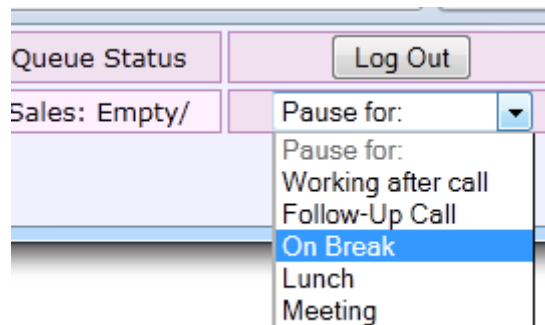 Queue Status
Log Out
Sales: Empty/
Pause for:
Pause for:
Working after call
Follow-Up Call
On Break
Lunch
Meeting